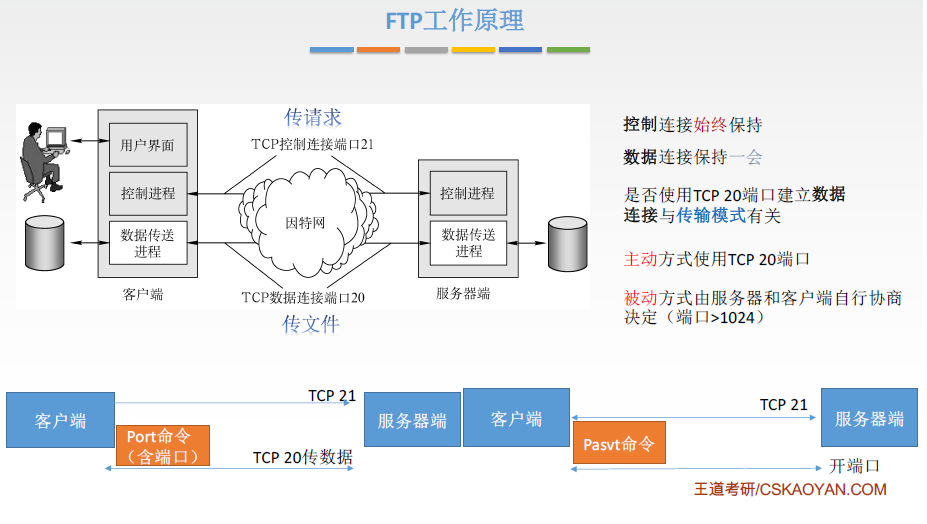 FTP工作原理
传请求
TCP控制连接端口21
用户界面
控制进程
数据传送
进程
客户端
因特网
控制进程
数据传送
进程
服务器端
TCP数据连接端口20
传文件
控制连接始终保持
数据连接保持一会
是否使用TCP 20端口建立数据
连接与传输模式有关
主动方式使用TCP 20端口
被动方式由服务器和客户端自行协商
决定（端口>1024）
客户端
TCP 21
服务器端
Port命令
（含端口）
TCP 20传数据
客户端
TCP 21
服务器端
Pasvt命令
开端口
王道考研/CSKAOYAN.COM